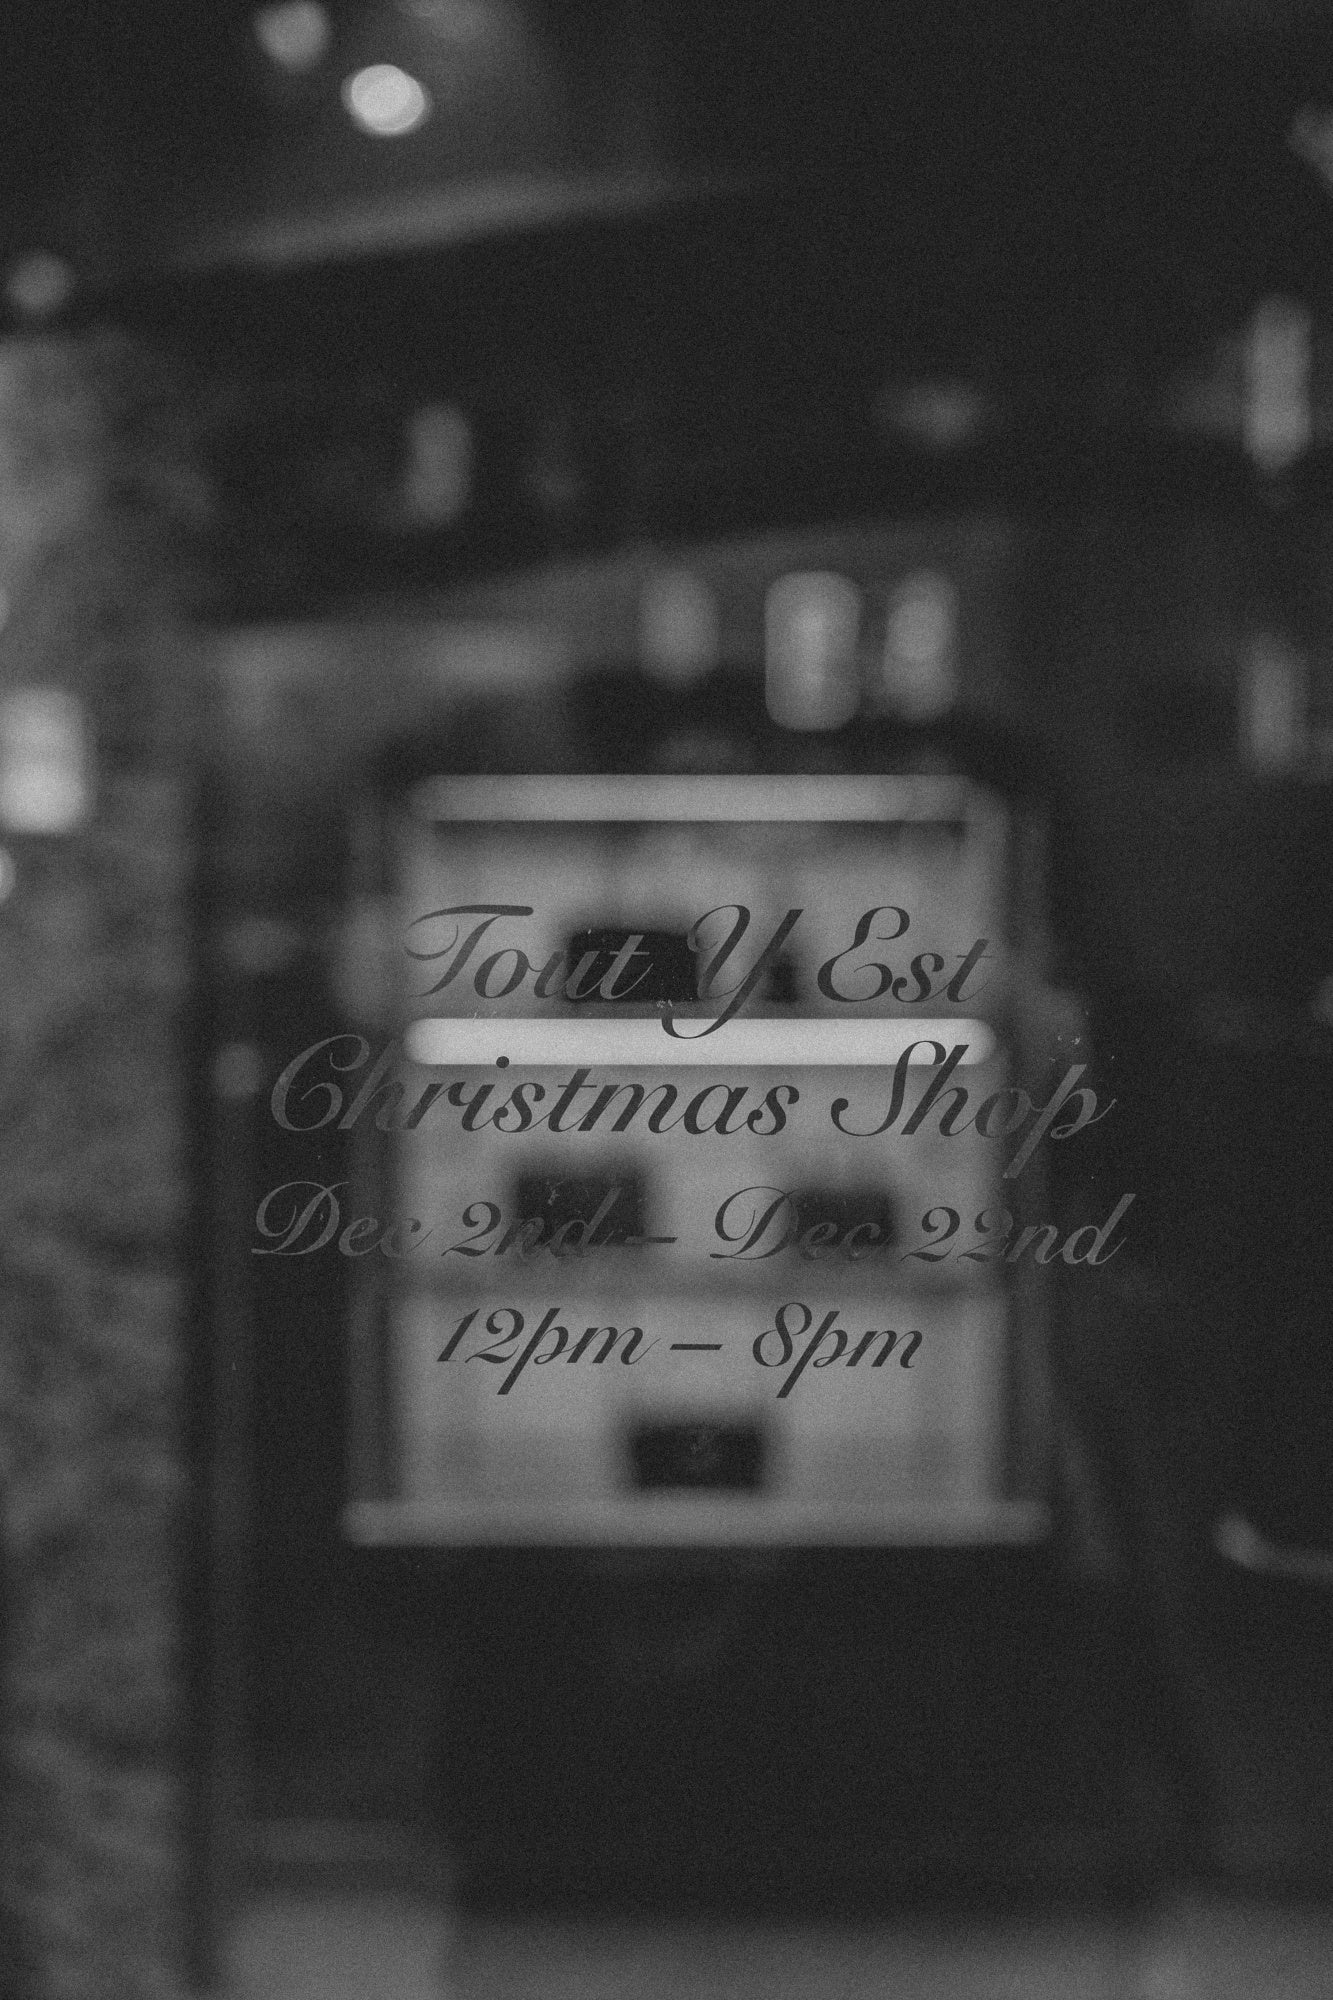 Tout Y Est
Christmas Shop
Dec 2nd – Dec 22nd
12pm – 8pm